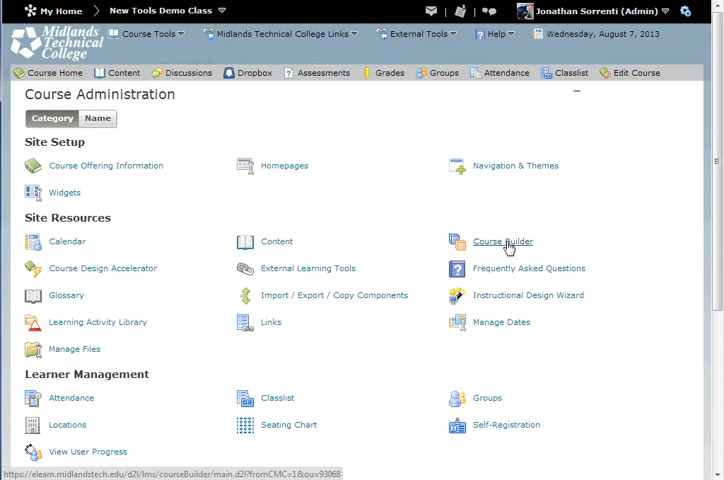 My Home New Tools Demo Class Jonathan Sorrenti (Admin)
Midlands Technical College
Course Tools Midlands Technical College Links External Tools Help Wednesday, August 7, 2013
Course Home Content Discussions Dropbox Assessments Grades Groups Attendance Classlist Edit Course
Course Administration
Category Name
Site Setup
Course Offering Information Homepages Navigation & Themes
Widgets
Site Resources
Calendar Content Course Builder
Course Design Accelerator External Learning Tools Frequently Asked Questions
Glossary Import / Export / Copy Components Instructional Design Wizard
Learning Activity Library Links Manage Dates
Manage Files
Learner Management
Attendance Classlist Groups
Locations Seating Chart Self-Registration
View User Progress
https://elearn.midlandstech.edu/d2l/lms/courseBuilder/main.d2l?fromCMC=1&ou=93068